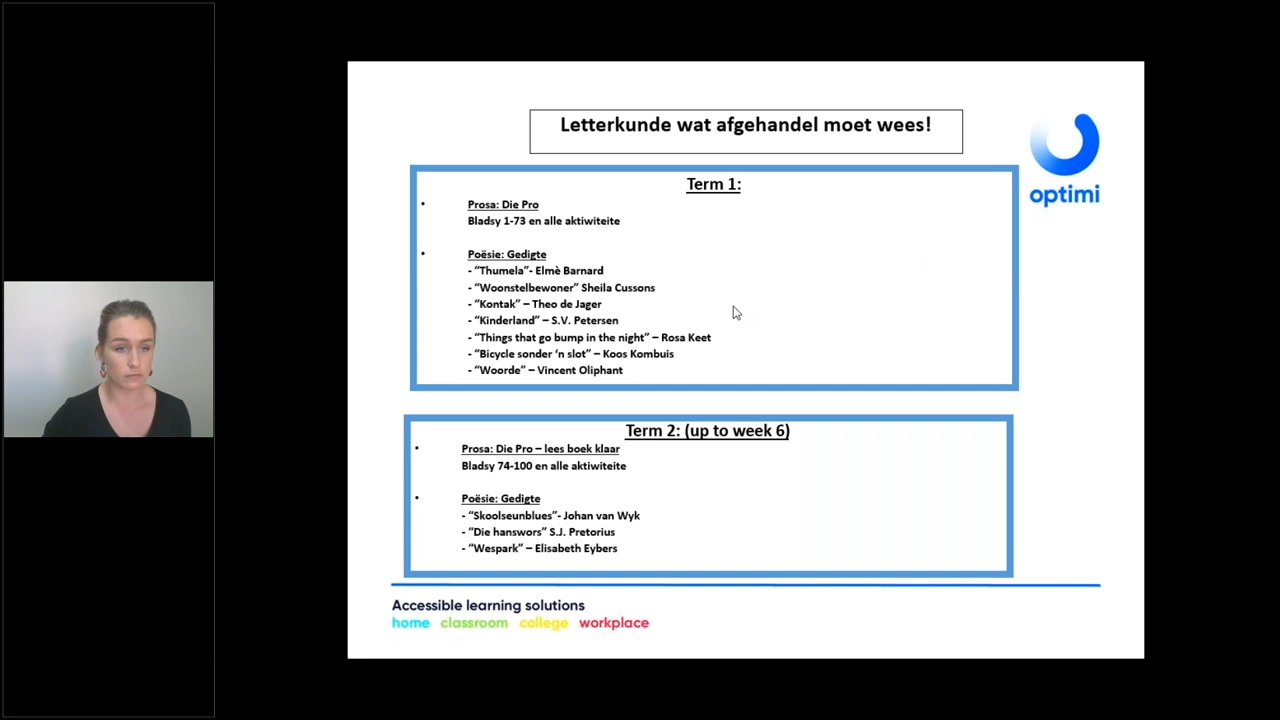 Letterkunde wat afgehandel moet wees!
optimi
Term 1:
• Prosa: Die Pro
Bladsy 1-73 en alle aktiwiteite
• Poësie: Gedigte
- “Thumela”- Elmè Barnard
- “Woonstelbewoner” Sheila Cussons
- “Kontak” – Theo de Jager
- “Kinderland” – S.V. Petersen
- “Things that go bump in the night” – Rosa Keet
- “Bicycle sonder ‘n slot” – Koos Kombuis
- “Woorde” – Vincent Oliphant
Term 2: (up to week 6)
• Prosa: Die Pro – lees boek klaar
Bladsy 74-100 en alle aktiwiteite
• Poësie: Gedigte
- “Skoolseunblues”- Johan van Wyk
- “Die hanswors” S.J. Pretorius
- “Wespark” – Elisabeth Eybers
Accessible learning solutions
home classroom college workplace